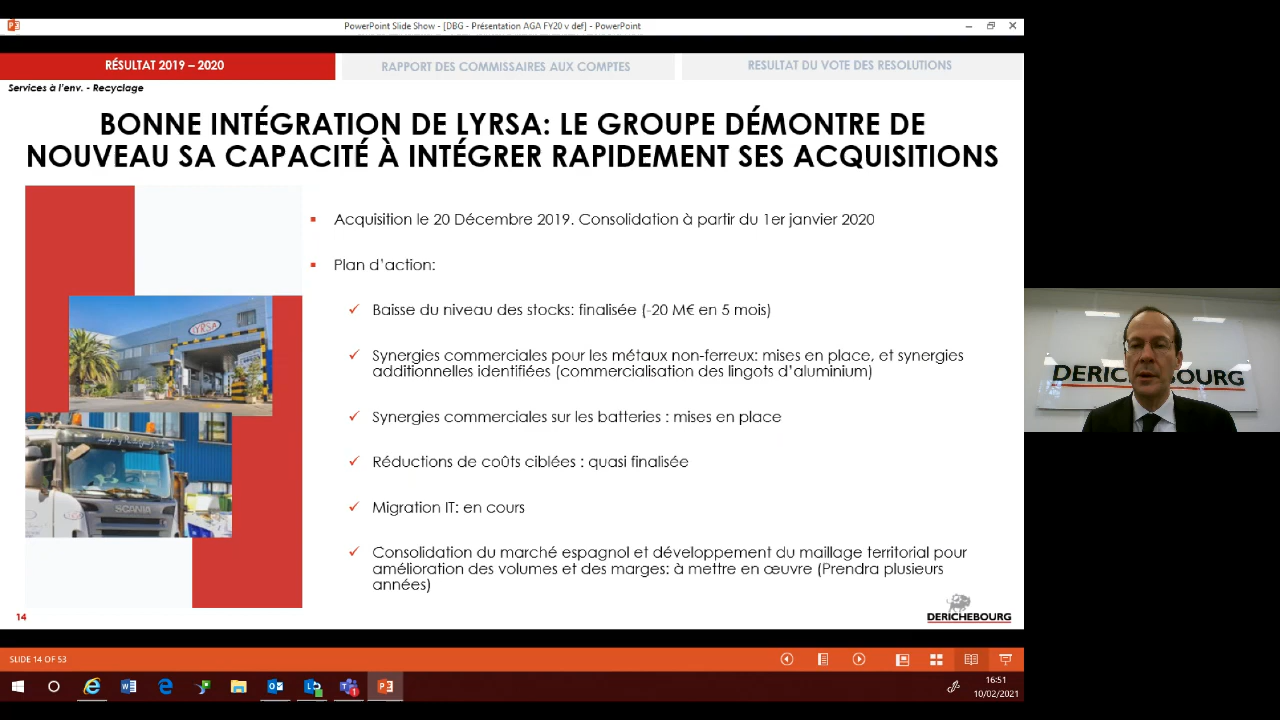 PowerPoint Slide Show - [DBG - Présentation AGA FY20 v def] - PowerPoint
RÉSULTAT 2019 – 2020
RAPPORT DES COMMISSAIRES AUX COMPTES
RESULTAT DU VOTE DES RESOLUTIONS
Services à l'env. - Recyclage
BONNE INTÉGRATION DE LYRSA: LE GROUPE DÉMONTRE DE
NOUVEAU SA CAPACITÉ À INTÉGRER RAPIDEMENT SES ACQUISITIONS
Acquisition le 20 Décembre 2019. Consolidation à partir du 1er janvier 2020
Plan d'action:
Baisse du niveau des stocks: finalisée (-20 M€ en 5 mois)
Synergies commerciales pour les métaux non-ferreux: mises en place, et synergies
additionnelles identifiées (commercialisation des lingots d'aluminium)
Synergies commerciales sur les batteries : mises en place
Réductions de coûts ciblées : quasi finalisée
Migration IT: en cours
Consolidation du marché espagnol et développement du maillage territorial pour
amélioration des volumes et des marges: à mettre en œuvre (Prendra plusieurs
années)
LYRSA
SCANIA
DERICHEBOURG
14
DERICHEBOURG
SLIDE 14 OF 53
16:51
10/02/2021